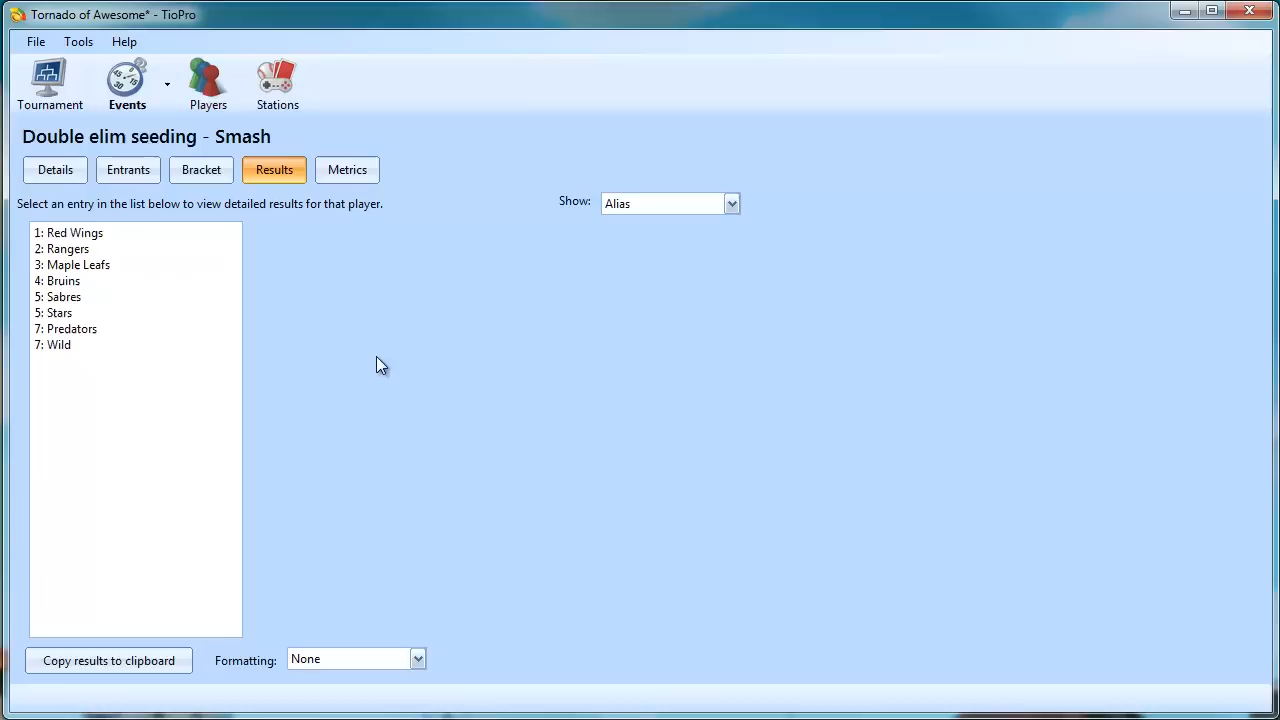 Tornado of Awesome* - TioPro
File Tools Help
Tournament Events Players Stations
Double elim seeding - Smash
Details Entrants Bracket Results Metrics
Select an entry in the list below to view detailed results for that player.
Show: Alias
1: Red Wings
2: Rangers
3: Maple Leafs
4: Bruins
5: Sabres
5: Stars
7: Predators
7: Wild
Copy results to clipboard Formatting: None